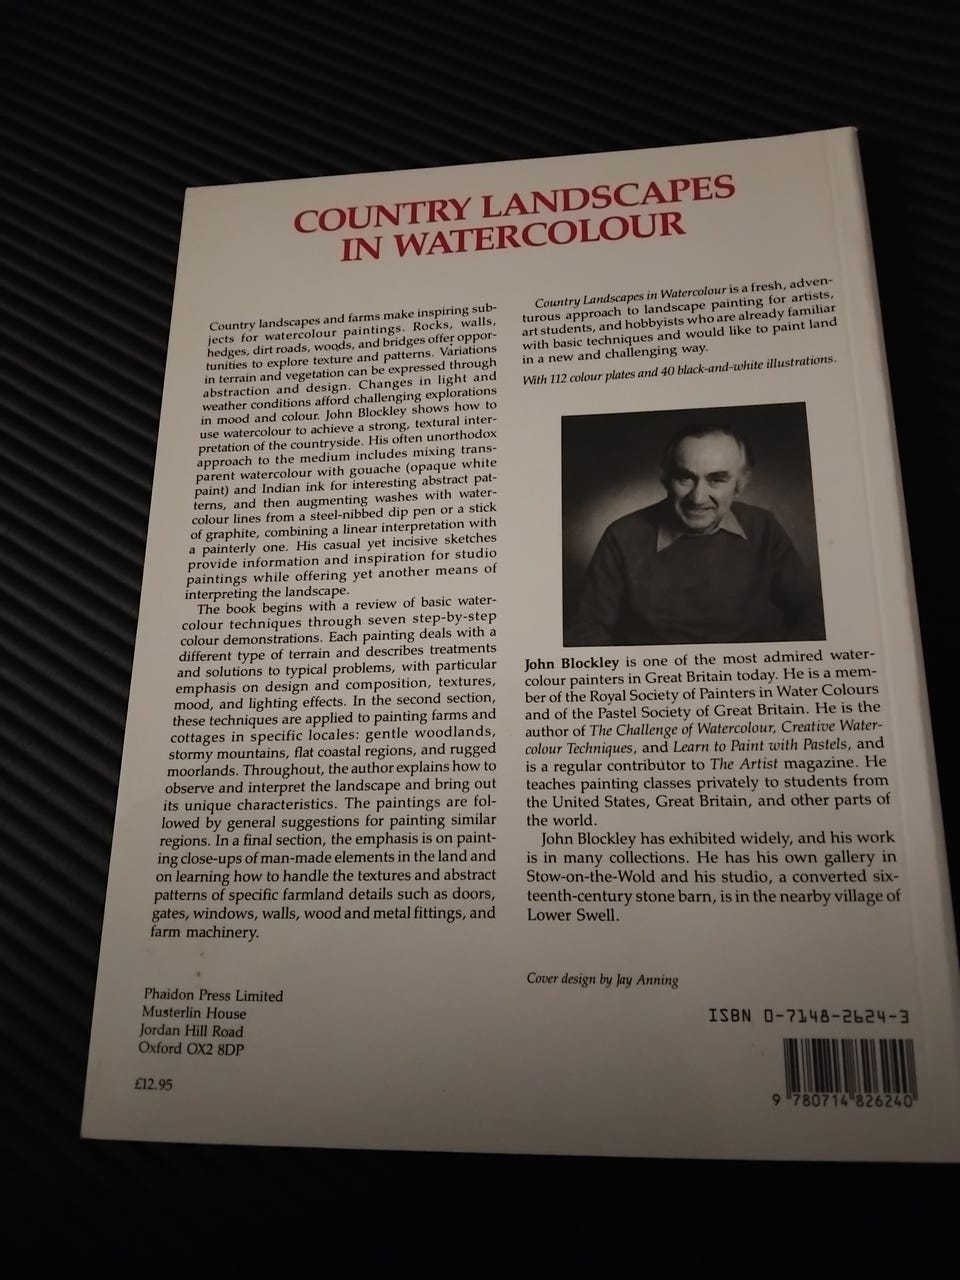 COUNTRY LANDSCAPES
IN WATERCOLOUR
Country landscapes and farms make inspiring sub-
jects for watercolour paintings. Rocks, walls,
hedges, dirt roads, woods, and bridges offer oppor-
tunities to explore texture and patterns. Variations
in terrain and vegetation can be expressed through
abstraction and design. Changes in light and
weather conditions afford challenging explorations
in mood and colour. John Blockley shows how to
use watercolour to achieve a strong, textural inter-
pretation of the countryside. His often unorthodox
approach to the medium includes mixing trans-
parent watercolour with gouache (opaque white
paint) and Indian ink for interesting abstract pat-
terns, and then augmenting washes with water-
colour lines from a steel-nibbed dip pen or a stick
of graphite, combining a linear interpretation with
a painterly one. His casual yet incisive sketches
provide information and inspiration for studio
paintings while offering yet another means of
interpreting the landscape.
The book begins with a review of basic water-
colour techniques through seven step-by-step
colour demonstrations. Each painting deals with a
different type of terrain and describes treatments
and solutions to typical problems, with particular
emphasis on design and composition, textures,
mood, and lighting effects. In the second section,
these techniques are applied to painting farms and
cottages in specific locales: gentle woodlands,
stormy mountains, flat coastal regions, and rugged
moorlands. Throughout, the author explains how to
observe and interpret the landscape and bring out
its unique characteristics. The paintings are fol-
lowed by general suggestions for painting similar
regions. In a final section, the emphasis is on paint-
ing close-ups of man-made elements in the land and
on learning how to handle the textures and abstract
patterns of specific farmland details such as doors,
gates, windows, walls, wood and metal fittings, and
farm machinery.
Phaidon Press Limited
Musterlin House
Jordan Hill Road
Oxford OX2 8DP
£12.95
Country Landscapes in Watercolour is a fresh, adven-
turous approach to landscape painting for artists,
art students, and hobbyists who are already familiar
with basic techniques and would like to paint land
in a new and challenging way.
With 112 colour plates and 40 black-and-white illustrations.
John Blockley is one of the most admired water-
colour painters in Great Britain today. He is a mem-
ber of the Royal Society of Painters in Water Colours
and of the Pastel Society of Great Britain. He is the
author of The Challenge of Watercolour, Creative Water-
colour Techniques, and Learn to Paint with Pastels, and
is a regular contributor to The Artist magazine. He
teaches painting classes privately to students from
the United States, Great Britain, and other parts of
the world.
John Blockley has exhibited widely, and his work
is in many collections. He has his own gallery in
Stow-on-the-Wold and his studio, a converted six-
teenth-century stone barn, is in the nearby village of
Lower Swell.
Cover design by Jay Anning
ISBN 0-7148-2624-3
9 780714 826240